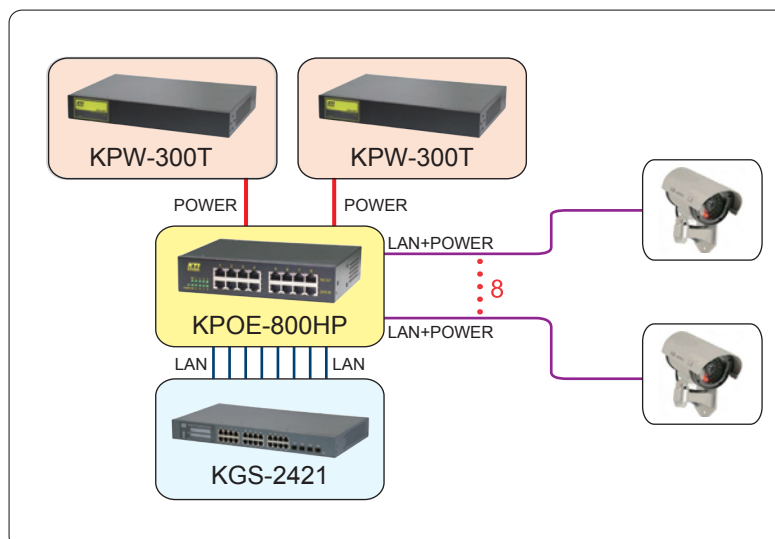 KPW-300T
KPW-300T
POWER
POWER
LAN+POWER
8
KPOE-800HP
LAN+POWER
LAN
LAN
KGS-2421